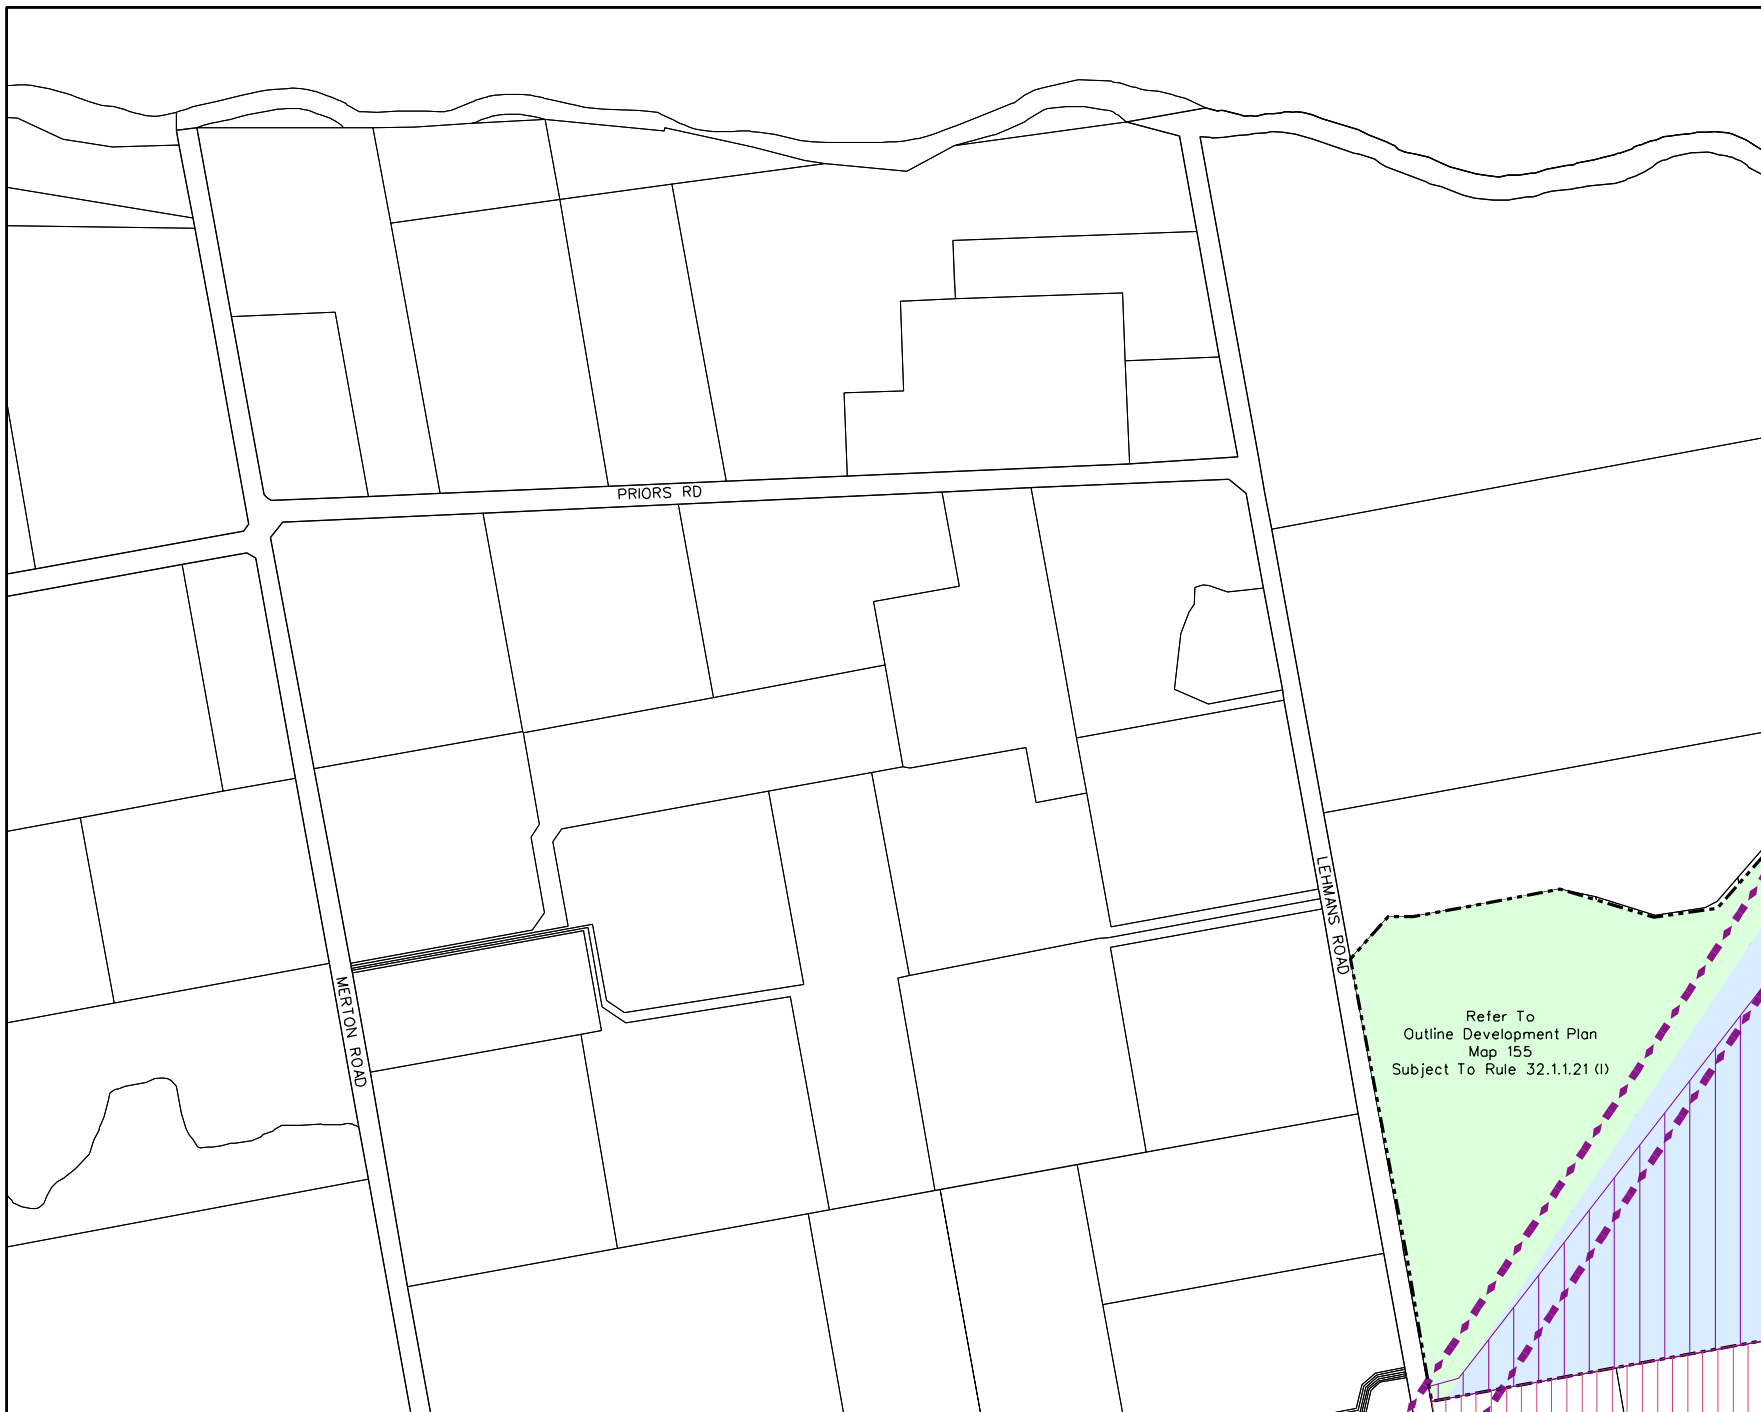 PRIORS RD
LEHMANS ROAD
MERTON ROAD
Refer To
Outline Development Plan
Map 155
Subject To Rule 32.1.1.21 (l)